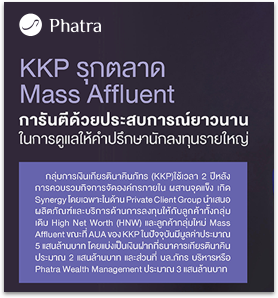 Phatra
KKP รุกตลาด
Mass Affluent
การันตีด้วยประสบการณ์ยาวนาน
ในการดูแลให้คำปรึกษานักลงทุนรายใหญ่
กลุ่มการเงินเกียรตินาคินภัทร (KKP)ใช้เวลา 2 ปีหลัง
การควบรวมกิจการจัดองค์กรภายใน ผสานจุดแข็ง เกิด
Synergy โดยเฉพาะในด้าน Private Client Group นำเสนอ
ผลิตภัณฑ์และบริการด้านการลงทุนให้กับลูกค้าทั้งกลุ่ม
เดิม High Net Worth (HNW) และลูกค้ากลุ่มใหม่ Mass
Affluent ขณะที่ AUA ของ KKP ในปัจจุบันมีมูลค่าประมาณ
5 แสนล้านบาท โดยแบ่งเป็นเงินฝากที่ธนาคารเกียรตินาคิน
ประมาณ 2 แสนล้านบาท และส่วนที่ บล.ภัทร บริหารหรือ
Phatra Wealth Management ประมาณ 3 แสนล้านบาท